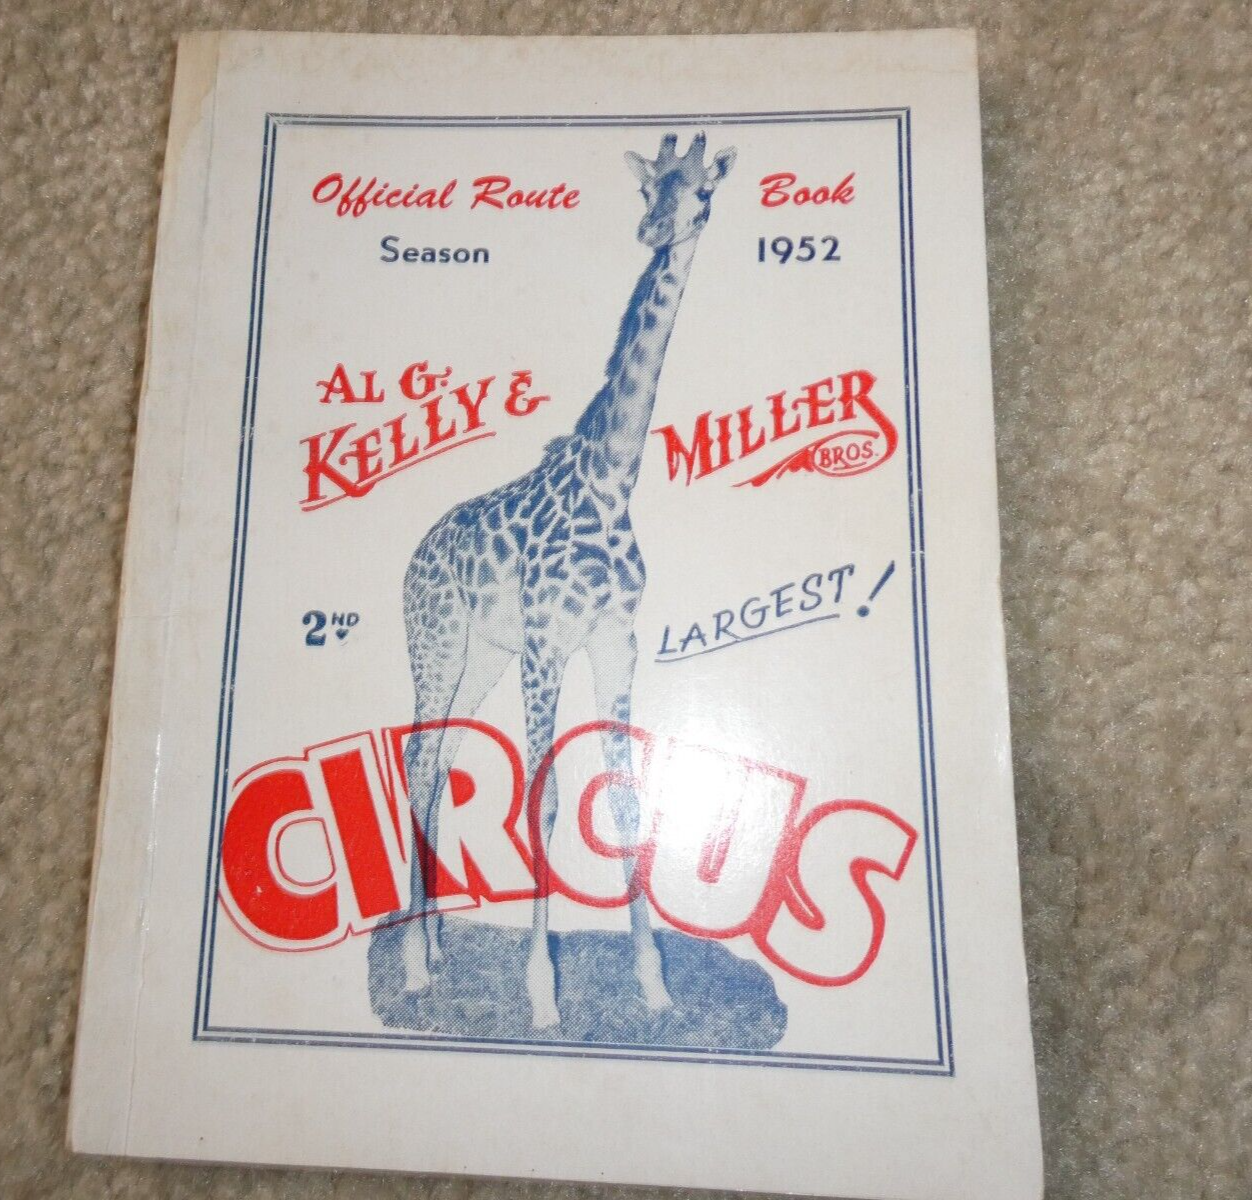 Official Route Book
Season 1952
AL G.
KELLY & MILLER
BROS.
2ND LARGEST!
CIRCUS